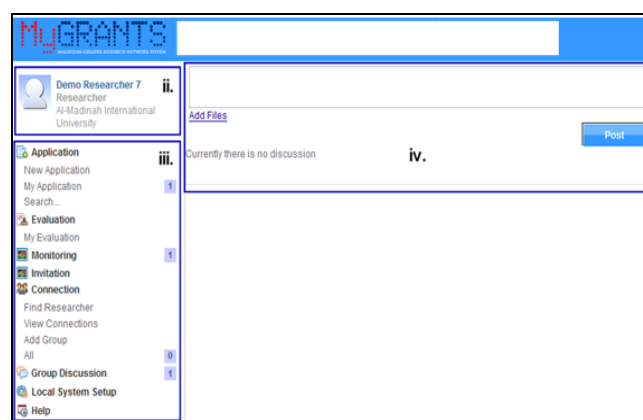 MyGRANTS
MALAYSIAN GREATER RESEARCH NETWORK SYSTEM
Demo Researcher 7
ii.
Researcher
Al-Madinah International
University
Application
iii.
New Application
My Application 1
Search...
Evaluation
My Evaluation
Monitoring 1
Invitation
Connection
Find Researcher
View Connections
Add Group
All 0
Group Discussion 1
Local System Setup
Help
Add Files
Post
Currently there is no discussion
iv.